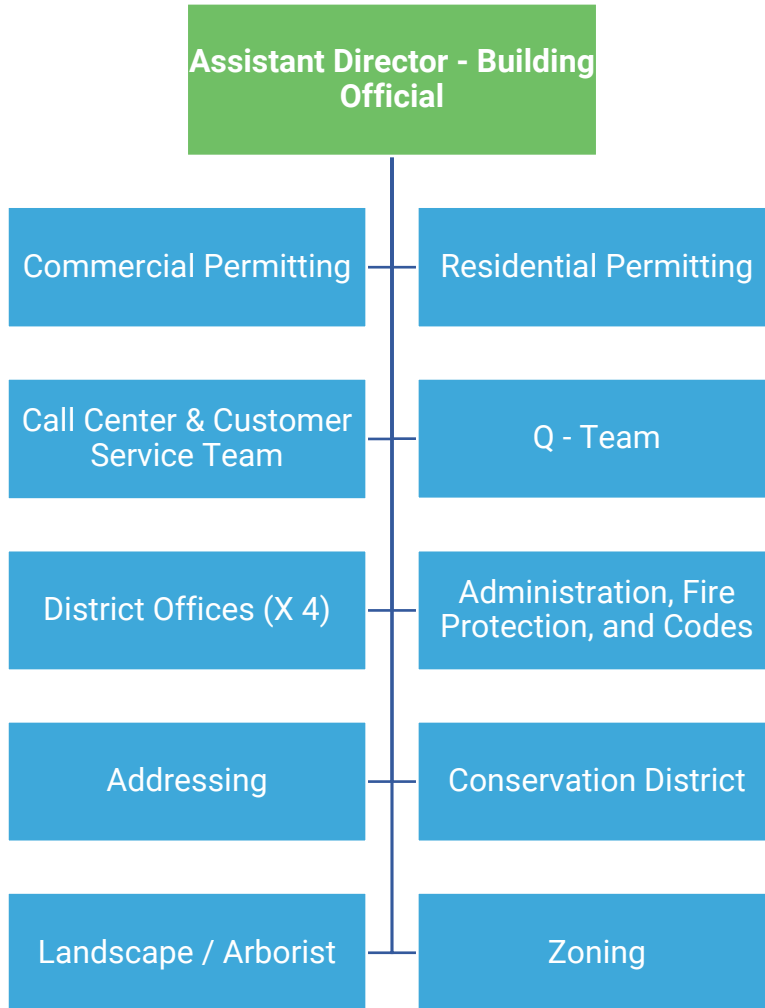 Assistant Director - Building
Official
Commercial Permitting
Residential Permitting
Call Center & Customer
Service Team
Q - Team
District Offices (X 4)
Administration, Fire
Protection, and Codes
Addressing
Conservation District
Landscape / Arborist
Zoning